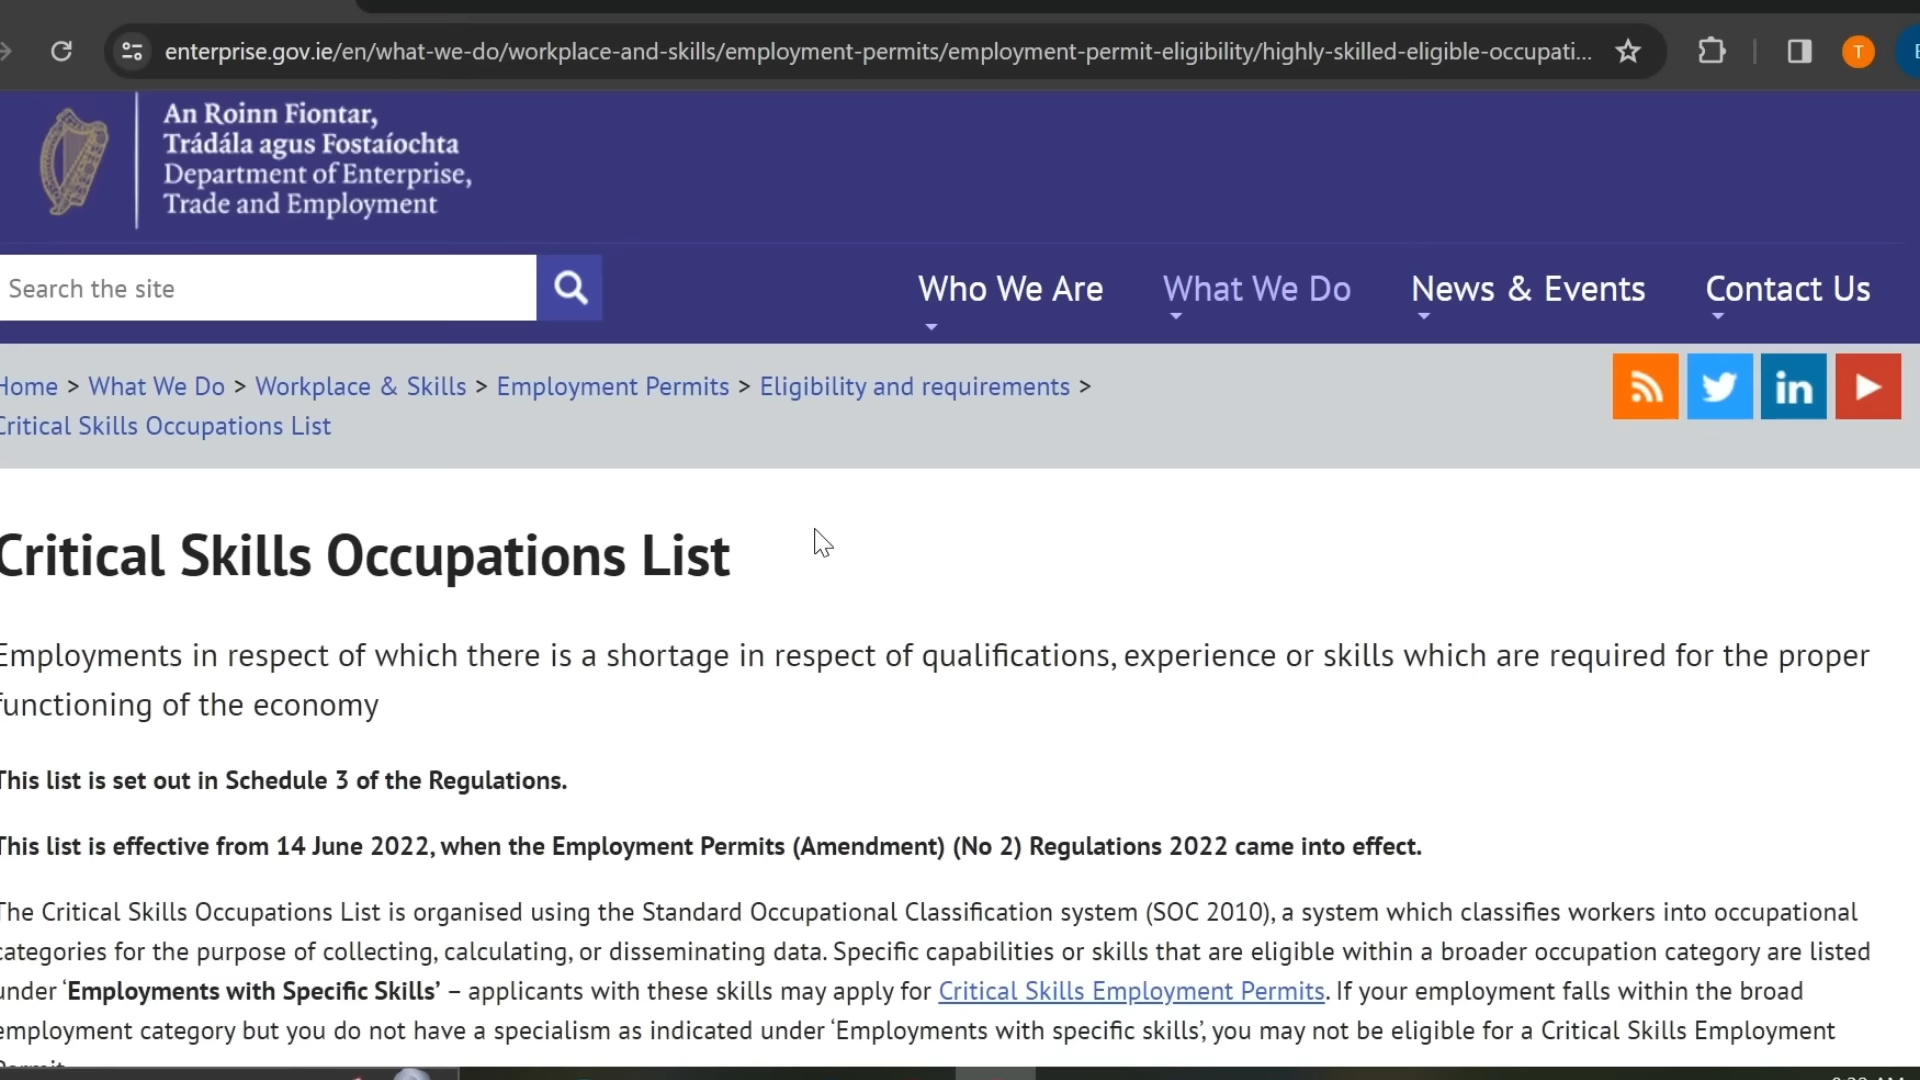 enterprise.gov.ie/en/what-we-do/workplace-and-skills/employment-permits/employment-permit-eligibility/highly-skilled-eligible-occupati...
T
An Roinn Fiontar,
Trádála agus Fostaíochta
Department of Enterprise,
Trade and Employment
Search the site
Who We Are
What We Do
News & Events
Contact Us
Home > What We Do > Workplace & Skills > Employment Permits > Eligibility and requirements >
Critical Skills Occupations List
in
Critical Skills Occupations List
Employments in respect of which there is a shortage in respect of qualifications, experience or skills which are required for the proper
functioning of the economy
This list is set out in Schedule 3 of the Regulations.
This list is effective from 14 June 2022, when the Employment Permits (Amendment) (No 2) Regulations 2022 came into effect.
The Critical Skills Occupations List is organised using the Standard Occupational Classification system (SOC 2010), a system which classifies workers into occupational
categories for the purpose of collecting, calculating, or disseminating data. Specific capabilities or skills that are eligible within a broader occupation category are listed
under ‘Employments with Specific Skills’ – applicants with these skills may apply for Critical Skills Employment Permits. If your employment falls within the broad
employment category but you do not have a specialism as indicated under ‘Employments with specific skills’, you may not be eligible for a Critical Skills Employment